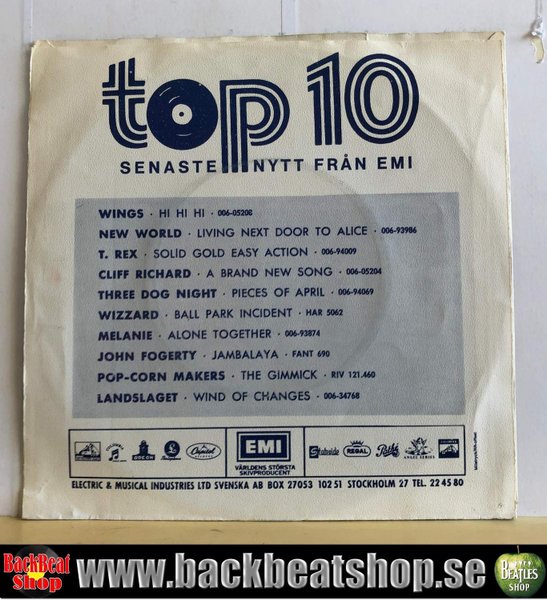 top 10
SENASTE NYTT FRÅN EMI
WINGS · HI HI HI · 006-05208
NEW WORLD · LIVING NEXT DOOR TO ALICE · 006-93986
T. REX · SOLID GOLD EASY ACTION · 006-94009
CLIFF RICHARD · A BRAND NEW SONG · 006-05204
THREE DOG NIGHT · PIECES OF APRIL · 006-94069
WIZZARD · BALL PARK INCIDENT · HAR 5062
MELANIE · ALONE TOGETHER · 006-93874
JOHN FOGERTY · JAMBALAYA · FANT 690
POP-CORN MAKERS · THE GIMMICK · RIV 121.460
LANDSLAGET · WIND OF CHANGES · 006-34768
ODEON Capitol EMI Stateside REGAL Pathé ANGEL SERIES
VÄRLDENS STÖRSTA
SKIVPRODUCENT
ELECTRIC & MUSICAL INDUSTRIES LTD SVENSKA AB BOX 27053 102 51 STOCKHOLM 27 TEL. 22 45 80
BackBeat Shop www.backbeatshop.se BEATLES SHOP